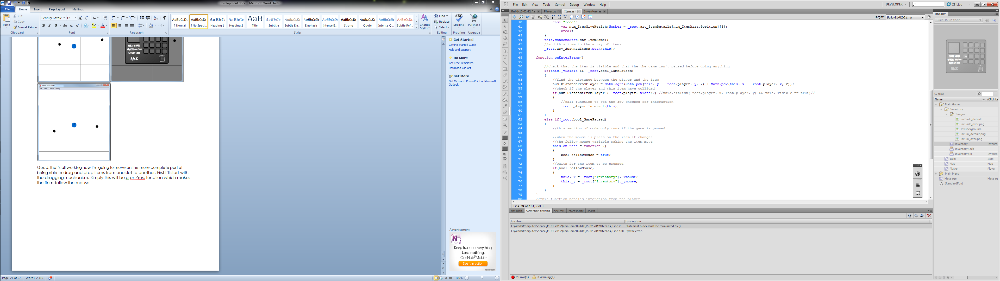 Development.docx - Microsoft Word Starter
File
Home
Insert
Page Layout
Mailings
Paste
Cut
Copy
Format Painter
Clipboard
Century Gothic
12
Font
Paragraph
AaBbCcDc
¶ Normal
AaBbCcDc
¶ No Spaci...
AaBbC
Heading 1
AaBbCc
Heading 2
AaB
Title
AaBbCc.
Subtitle
AaBbCcDc
Subtle Em...
AaBbCcDc
Emphasis
AaBbCcDc
Intense E...
AaBbCcDc
Strong
AaBbCcDc
Quote
AaBbCcDc
Intense Q...
AABBCCDC
Subtle Ref...
Change Styles
Styles
Find
Replace
Select
Editing
Spelling
Proofing
Purchase
Upgrade
ITEM NAME
HEALTH 000/000
EFFECT +000
BACK
Build-15-02-12.swf
File View Control Debug
Good, that's all working now I'm going to move on the more complete part of
being able to drag and drop items from one slot to another. First I'll start with
the dragging mechanism. Simply this will be a onPress function which makes
the item follow the mouse.
Get Started
Getting Started Guide
Help and Support
Do More
Get Free Templates
Download Clip Art
Get More
Get Microsoft PowerPoint or Microsoft
Outlook
Advertisement
Keep track of everything.
Lose nothing.
OneNote Mobile.
See it in action
Microsoft
Page: 27 of 27
Words: 2,310
100%
Fl
File Edit View Tools Control Debug Window Help
DEVELOPER
CS Live
Build-15-02-12.fla
Player.as
Item.as*
Inventory.as
Target: Build-15-02-12.fla
40 case "Food":
41 var num_ItemGiveHealth:Number = _root.ary_ItemDetails[num_ItemArrayPosition][3];
42 break;
43 }
44 this.gotoAndStop(str_ItemName);
45 //add this item to the array of items
46 _root.ary_SpawnedItems.push(this);
47 }
48 function onEnterFrame()
49 {
50 //check that the item is visible and that the the game isn't paused before doing anything
51 if(this._visible && !_root.bool_GamePaused)
52 {
53 //find the distance between the player and the item
54 num_DistanceFromPlayer = Math.sqrt(Math.pow(this._y - _root.player._y, 2) + Math.pow(this._x - _root.player._x, 2));
55 //check if the player and this item have collided
56 if(num_DistanceFromPlayer < _root.player._width/2) //this.hitTest(_root.player._x,_root.player._y) && this._visible == true)//
57 {
58 //call function to get the key checked for interaction
59 _root.player.Interact(this);
60 }
61 }
62 else if(_root.bool_GamePaused)
63 {
64 //this section of code only runs if the game is paused
65
66 //when the mouse is press on the item it changes
67 //the follow mouse variable making the item move
68 this.onPress = function ()
69 {
70 bool_FollowMouse = true;
71 }
72 //waits for the item to be pressed
73 if(bool_FollowMouse)
74 {
75 this._x = _root["Inventory"]._xmouse;
76 this._y = _root["Inventory"]._ymouse;
77 }
78 }
79 }
80 //this function handles interction from the player
Line 79 of 101, Col 3
TIMELINE
COMPILER ERRORS
OUTPUT
PROPERTIES
SCENE
Location
Description
F:\Work\ComputerScience\11-01-2012\MainGameBuilds\15-02-2012\Item.as, Line 2 Statement block must be terminated by '}'
F:\Work\ComputerScience\11-01-2012\MainGameBuilds\15-02-2012\Item.as, Line 100 Syntax error.
2 Error(s)
0 Warning(s)
LIBRARY
Build-15-02-12.fla
ITEM NAME
HEALTH 000/000
EFFECT +000
BACK
66 items
Name
AS Linka
Main Game
Inventory
Images
invBack_default....
invBack_over.png
InvBackground....
invBin_default.png
invBin_over.png
Inventory Invento
InventoryBack
InventoryBin Invento
Item Item
Map Map
Player Player
Main Menu
Message Messag
StandardFont